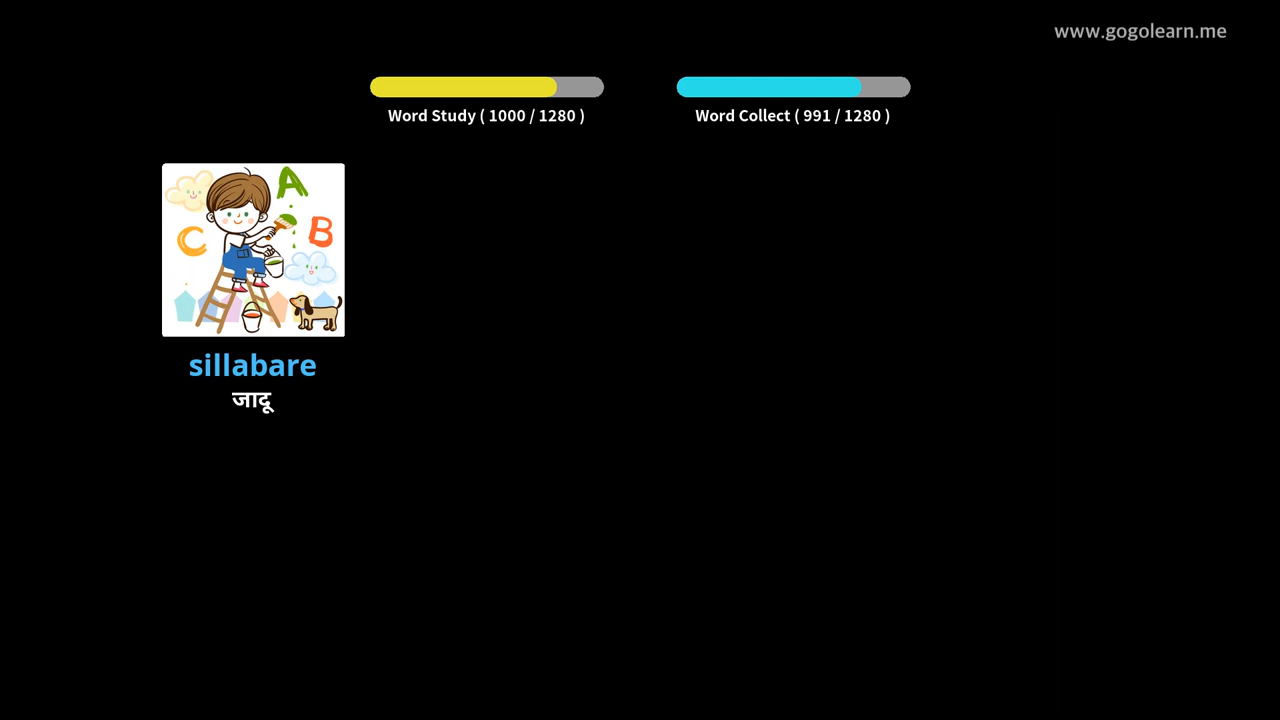 www.gogolearn.me
Word Study ( 1000 / 1280 )
Word Collect ( 991 / 1280 )
A
B
C
sillabare
जादू